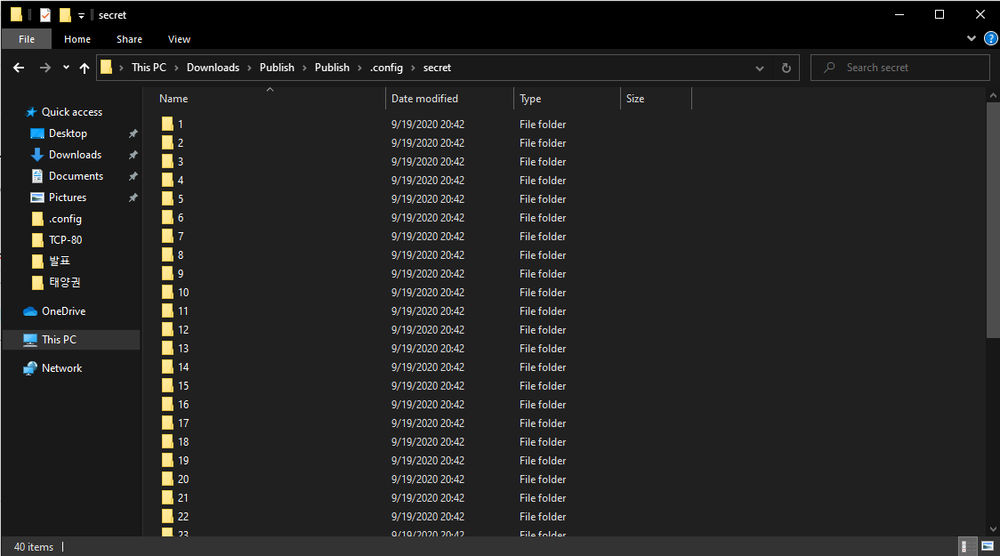 secret
File Home Share View
This PC Downloads Publish Publish .config secret
Search secret
Quick access
Desktop
Downloads
Documents
Pictures
.config
TCP-80
발표
태양권
OneDrive
This PC
Network
Name Date modified Type Size
1 9/19/2020 20:42 File folder
2 9/19/2020 20:42 File folder
3 9/19/2020 20:42 File folder
4 9/19/2020 20:42 File folder
5 9/19/2020 20:42 File folder
6 9/19/2020 20:42 File folder
7 9/19/2020 20:42 File folder
8 9/19/2020 20:42 File folder
9 9/19/2020 20:42 File folder
10 9/19/2020 20:42 File folder
11 9/19/2020 20:42 File folder
12 9/19/2020 20:42 File folder
13 9/19/2020 20:42 File folder
14 9/19/2020 20:42 File folder
15 9/19/2020 20:42 File folder
16 9/19/2020 20:42 File folder
17 9/19/2020 20:42 File folder
18 9/19/2020 20:42 File folder
19 9/19/2020 20:42 File folder
20 9/19/2020 20:42 File folder
21 9/19/2020 20:42 File folder
22 9/19/2020 20:42 File folder
23 9/19/2020 20:42 File folder
40 items